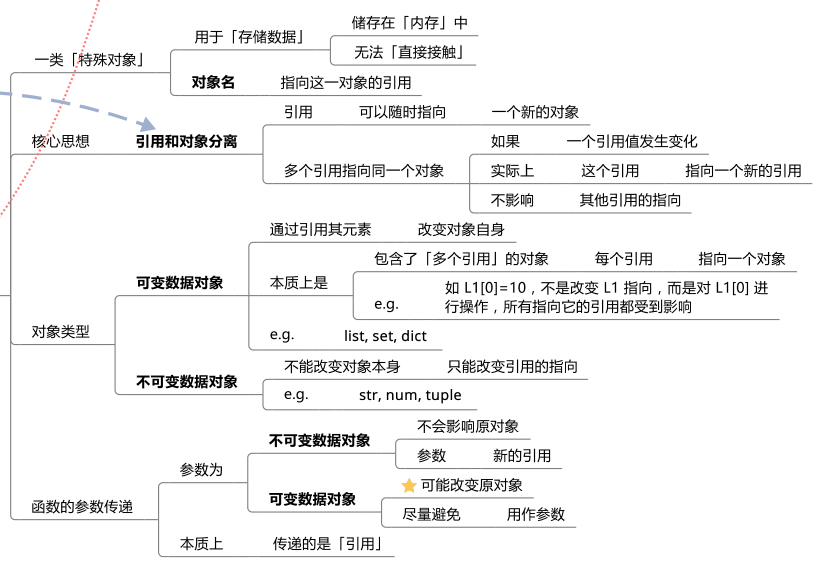 一类「特殊对象」
用于「存储数据」
储存在「内存」中
无法「直接接触」
对象名 指向这一对象的引用
核心思想 引用和对象分离
引用 可以随时指向 一个新的对象
多个引用指向同一个对象
如果 一个引用值发生变化
实际上 这个引用 指向一个新的引用
不影响 其他引用的指向
对象类型
可变数据对象
通过引用其元素 改变对象自身
本质上是
包含了「多个引用」的对象 每个引用 指向一个对象
e.g. 如 L1[0]=10，不是改变 L1 指向，而是对 L1[0] 进
行操作，所有指向它的引用都受到影响
e.g. list, set, dict
不可变数据对象
不能改变对象本身 只能改变引用的指向
e.g. str, num, tuple
函数的参数传递
参数为
不可变数据对象
不会影响原对象
参数 新的引用
可变数据对象
可能改变原对象
尽量避免 用作参数
本质上 传递的是「引用」